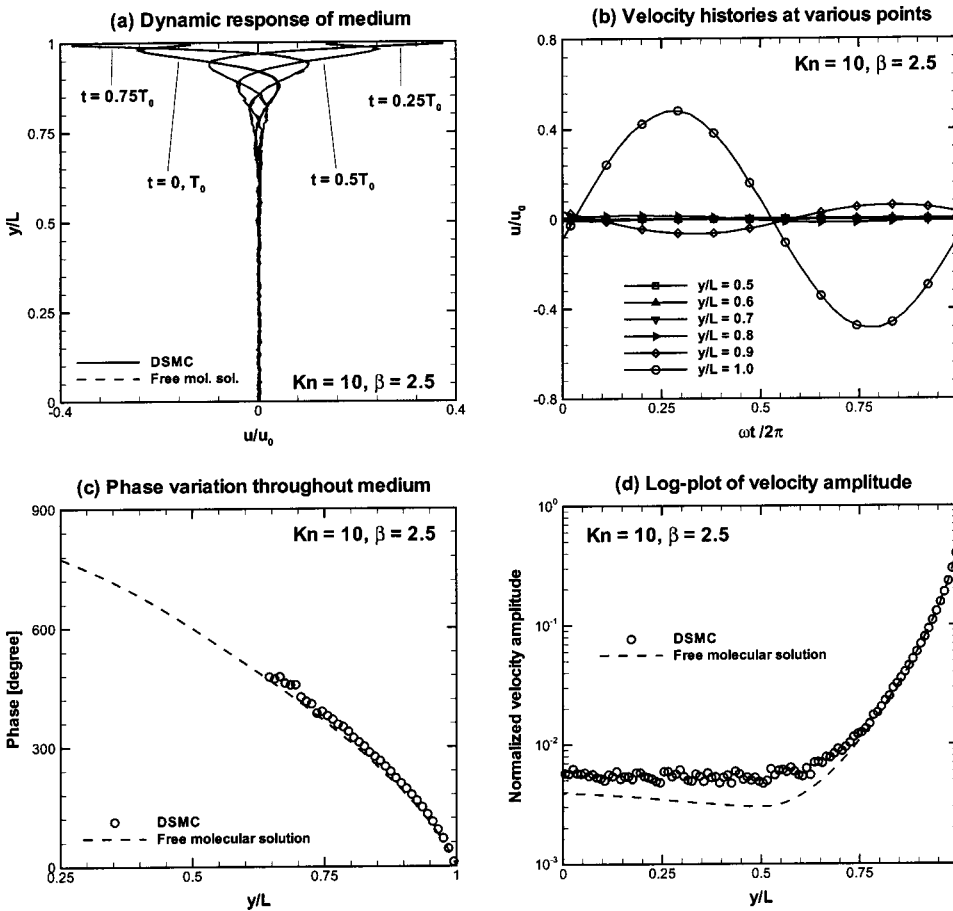 (a) Dynamic response of medium
1
0.75
0.5
0.25
0
y/L
t = 0.75T₀
t = 0.25T₀
t = 0, T₀
t = 0.5T₀
DSMC
Free mol. sol.
Kn = 10, β = 2.5
-0.4
0
0.4
u/u₀
(b) Velocity histories at various points
0.8
0.4
0
-0.4
-0.8
u/u₀
Kn = 10, β = 2.5
y/L = 0.5
y/L = 0.6
y/L = 0.7
y/L = 0.8
y/L = 0.9
y/L = 1.0
0
0.25
0.5
0.75
ωt /2π
(c) Phase variation throughout medium
900
600
300
0
Phase [degree]
Kn = 10, β = 2.5
DSMC
Free molecular solution
0.25
0.5
0.75
1
y/L
(d) Log-plot of velocity amplitude
10⁰
10⁻¹
10⁻²
10⁻³
Normalized velocity amplitude
Kn = 10, β = 2.5
DSMC
Free molecular solution
0
0.25
0.5
0.75
y/L